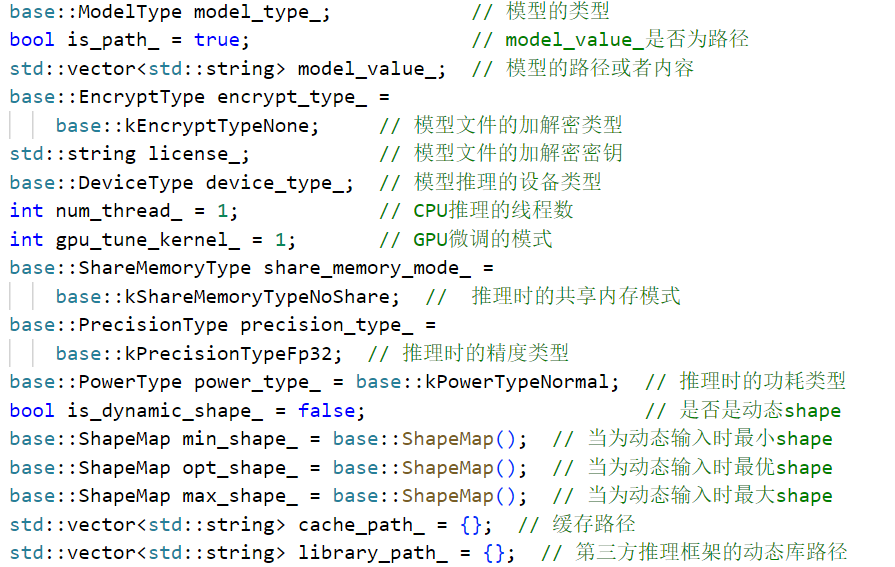 base::ModelType model_type_;            // 模型的类型
bool is_path_ = true;                   // model_value_是否为路径
std::vector<std::string> model_value_;  // 模型的路径或者内容
base::EncryptType encrypt_type_ =
    base::kEncryptTypeNone;     // 模型文件的加解密类型
std::string license_;           // 模型文件的加解密密钥
base::DeviceType device_type_;  // 模型推理的设备类型
int num_thread_ = 1;            // CPU推理的线程数
int gpu_tune_kernel_ = 1;       // GPU微调的模式
base::ShareMemoryType share_memory_mode_ =
    base::kShareMemoryTypeNoShare;  //  推理时的共享内存模式
base::PrecisionType precision_type_ =
    base::kPrecisionTypeFp32;  // 推理时的精度类型
base::PowerType power_type_ = base::kPowerTypeNormal;  // 推理时的功耗类型
bool is_dynamic_shape_ = false;                        // 是否是动态shape
base::ShapeMap min_shape_ = base::ShapeMap();  // 当为动态输入时最小shape
base::ShapeMap opt_shape_ = base::ShapeMap();  // 当为动态输入时最优shape
base::ShapeMap max_shape_ = base::ShapeMap();  // 当为动态输入时最大shape
std::vector<std::string> cache_path_ = {};  // 缓存路径
std::vector<std::string> library_path_ = {};  // 第三方推理框架的动态库路径